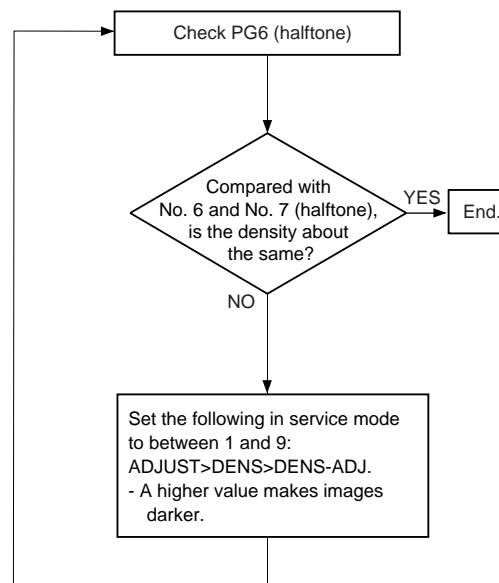 Check PG6 (halftone)
Compared with
No. 6 and No. 7 (halftone),
is the density about
the same?
YES
End.
NO
Set the following in service mode
to between 1 and 9:
ADJUST>DENS>DENS-ADJ.
- A higher value makes images
darker.